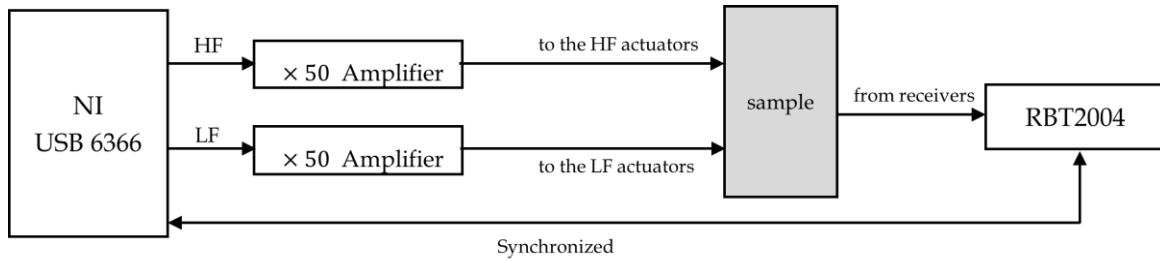 NI
USB 6366
HF
× 50 Amplifier
to the HF actuators
LF
× 50 Amplifier
to the LF actuators
sample
from receivers
RBT2004
Synchronized